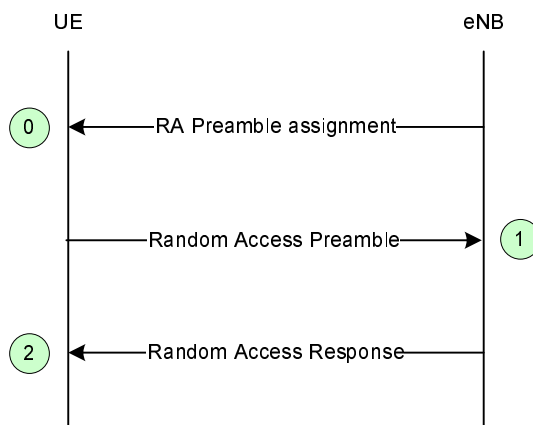 UE
eNB
0
RA Preamble assignment
Random Access Preamble
1
2
Random Access Response